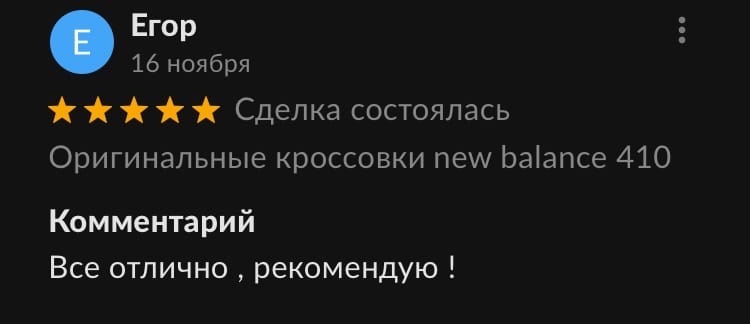 Е
Егор
16 ноября
Сделка состоялась
Оригинальные кроссовки new balance 410
Комментарий
Все отлично , рекомендую !